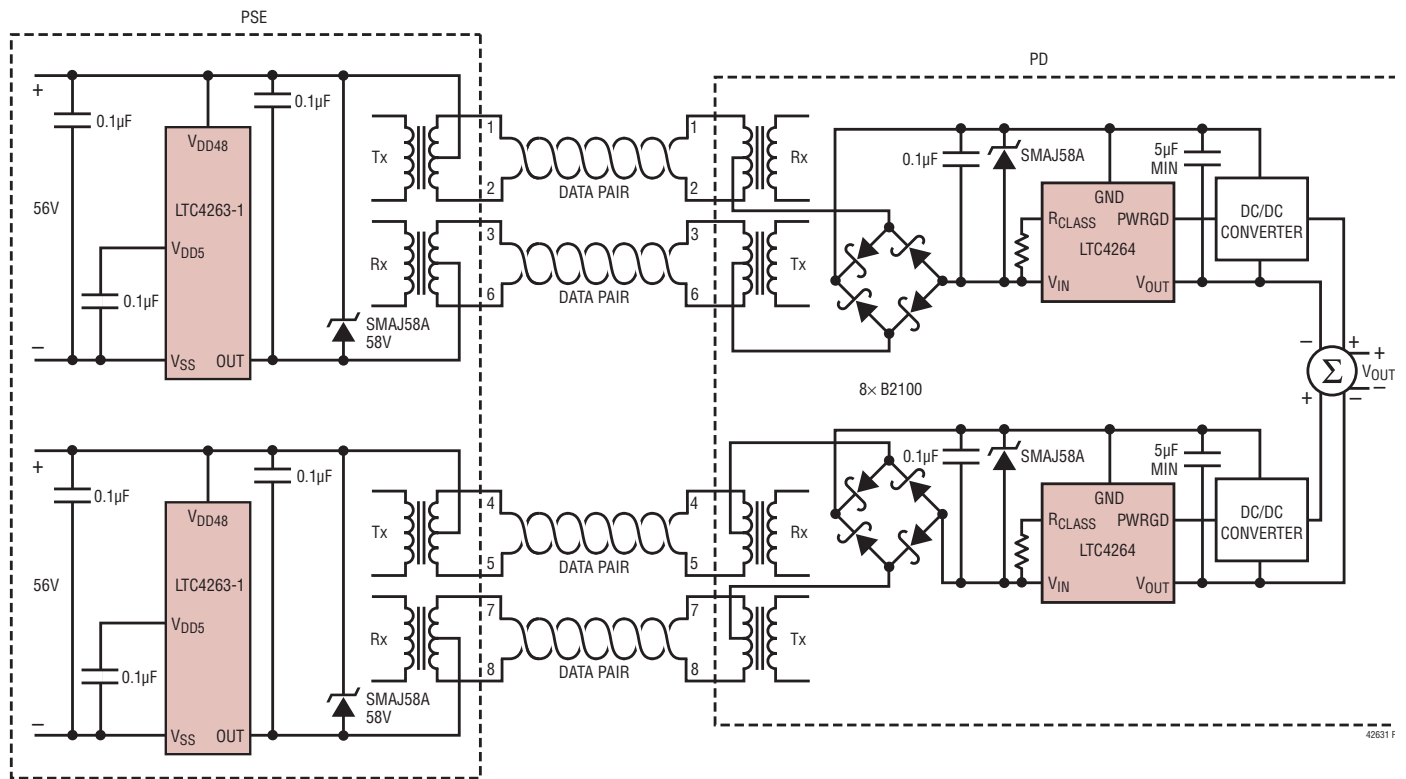 PSE
PD
+
0.1µF
0.1µF
VDD48
56V
LTC4263-1
VDD5
0.1µF
–
VSS
OUT
SMAJ58A
58V
Tx
1
2
DATA PAIR
1
2
Rx
Rx
3
6
DATA PAIR
3
6
Tx
0.1µF
SMAJ58A
5µF
MIN
GND
RCLASS
PWRGD
LTC4264
VIN
VOUT
DC/DC
CONVERTER
–
+
+
Σ
VOUT
–
+
–
8× B2100
+
0.1µF
0.1µF
VDD48
56V
LTC4263-1
VDD5
0.1µF
–
VSS
OUT
SMAJ58A
58V
Tx
4
5
DATA PAIR
4
5
Rx
Rx
7
8
DATA PAIR
7
8
Tx
0.1µF
SMAJ58A
5µF
MIN
GND
RCLASS
PWRGD
LTC4264
VIN
VOUT
DC/DC
CONVERTER
42631 F